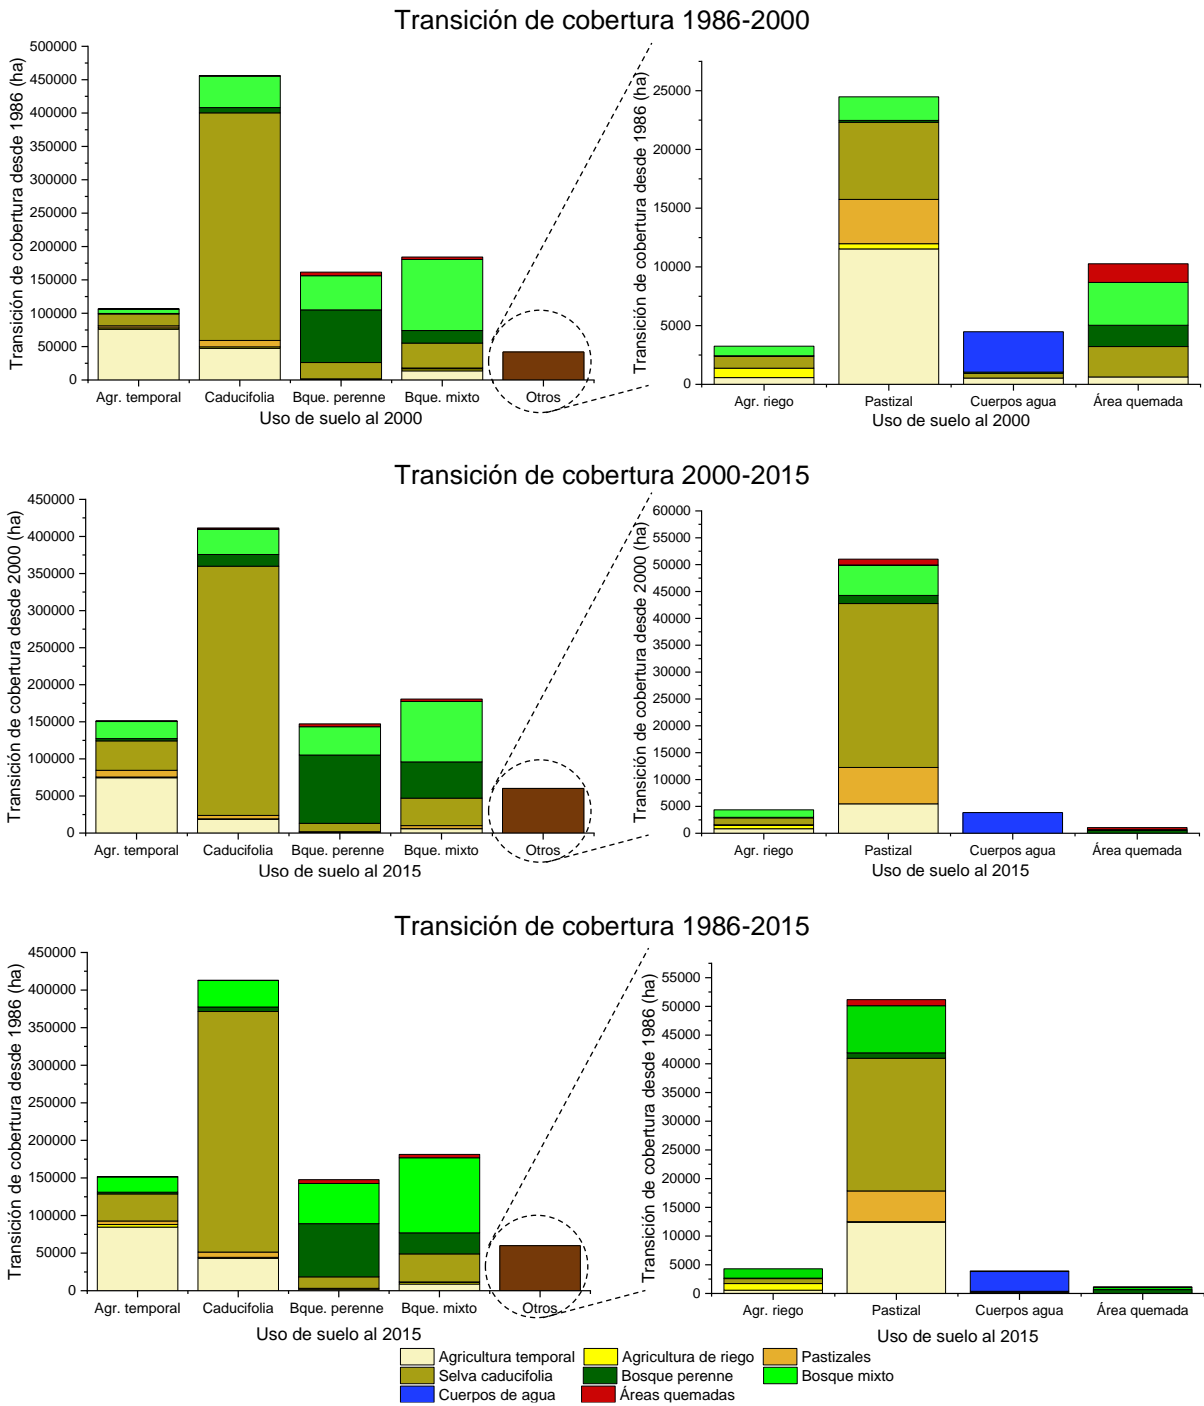 Transición de cobertura 1986-2000
Transición de cobertura desde 1986 (ha)
500000
450000
400000
350000
300000
250000
200000
150000
100000
50000
0
Agr. temporal Caducifolia Bque. perenne Bque. mixto Otros
Uso de suelo al 2000
Transición de cobertura desde 1986 (ha)
25000
20000
15000
10000
5000
0
Agr. riego Pastizal Cuerpos agua Área quemada
Uso de suelo al 2000
Transición de cobertura 2000-2015
Transición de cobertura desde 2000 (ha)
450000
400000
350000
300000
250000
200000
150000
100000
50000
0
Agr. temporal Caducifolia Bque. perenne Bque. mixto Otros
Uso de suelo al 2015
Transición de cobertura desde 2000 (ha)
60000
55000
50000
45000
40000
35000
30000
25000
20000
15000
10000
5000
0
Agr. riego Pastizal Cuerpos agua Área quemada
Uso de suelo al 2015
Transición de cobertura 1986-2015
Transición de cobertura desde 1986 (ha)
450000
400000
350000
300000
250000
200000
150000
100000
50000
0
Agr. temporal Caducifolia Bque. perenne Bque. mixto Otros
Uso de suelo al 2015
Transición de cobertura desde 1986 (ha)
55000
50000
45000
40000
35000
30000
25000
20000
15000
10000
5000
0
Agr. riego Pastizal Cuerpos agua Área quemada
Uso de suelo al 2015
Agricultura temporal Agricultura de riego Pastizales
Selva caducifolia Bosque perenne Bosque mixto
Cuerpos de agua Áreas quemadas